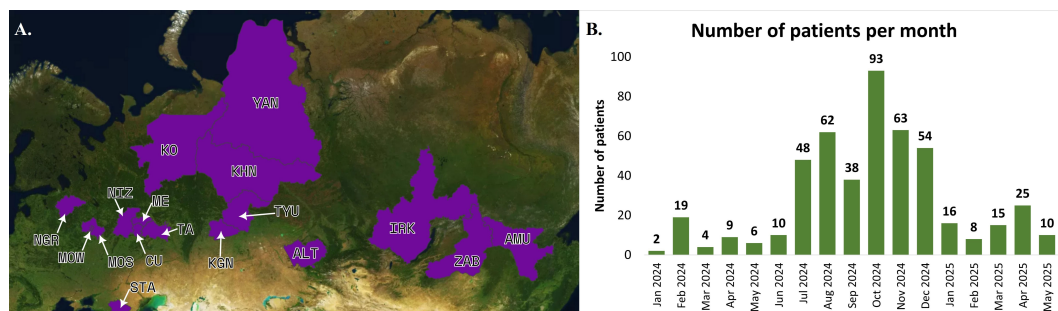 A.
YAN
KO
KHN
NIZ
ME
TYU
TA
NGR
MOW
MOS
CU
KGN
ALT
IRK
ZAB
AMU
STA
B.
Number of patients per month
Number of patients
100
80
60
40
20
0
2
19
4
9
6
10
48
62
38
93
63
54
16
8
15
25
10
Jan 2024
Feb 2024
Mar 2024
Apr 2024
May 2024
Jun 2024
Jul 2024
Aug 2024
Sep 2024
Oct 2024
Nov 2024
Dec 2024
Jan 2025
Feb 2025
Mar 2025
Apr 2025
May 2025